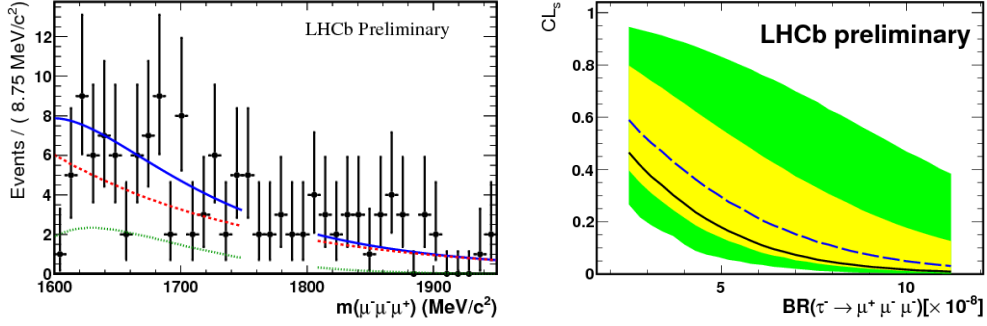 LHCb Preliminary
Events / ( 8.75 MeV/c²)
12
10
8
6
4
2
0
1600 1700 1800 1900
m(μ⁻μ⁻μ⁺) (MeV/c²)
LHCb preliminary
CLₛ
1
0.8
0.6
0.4
0.2
0
5 10
BR(τ⁻ → μ⁺ μ⁻ μ⁻)[× 10⁻⁸]